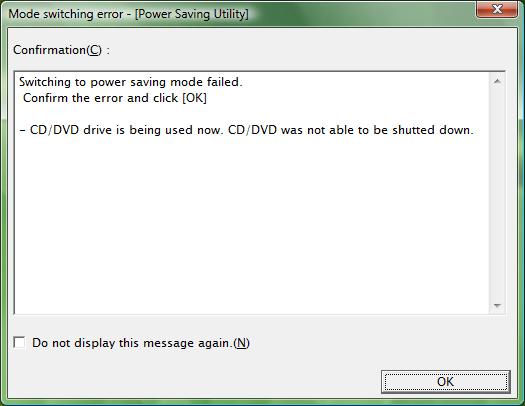 Mode switching error - [Power Saving Utility]
Confirmation(C) :
Switching to power saving mode failed.
Confirm the error and click [OK]
- CD/DVD drive is being used now. CD/DVD was not able to be shutted down.
Do not display this message again.(N)
OK